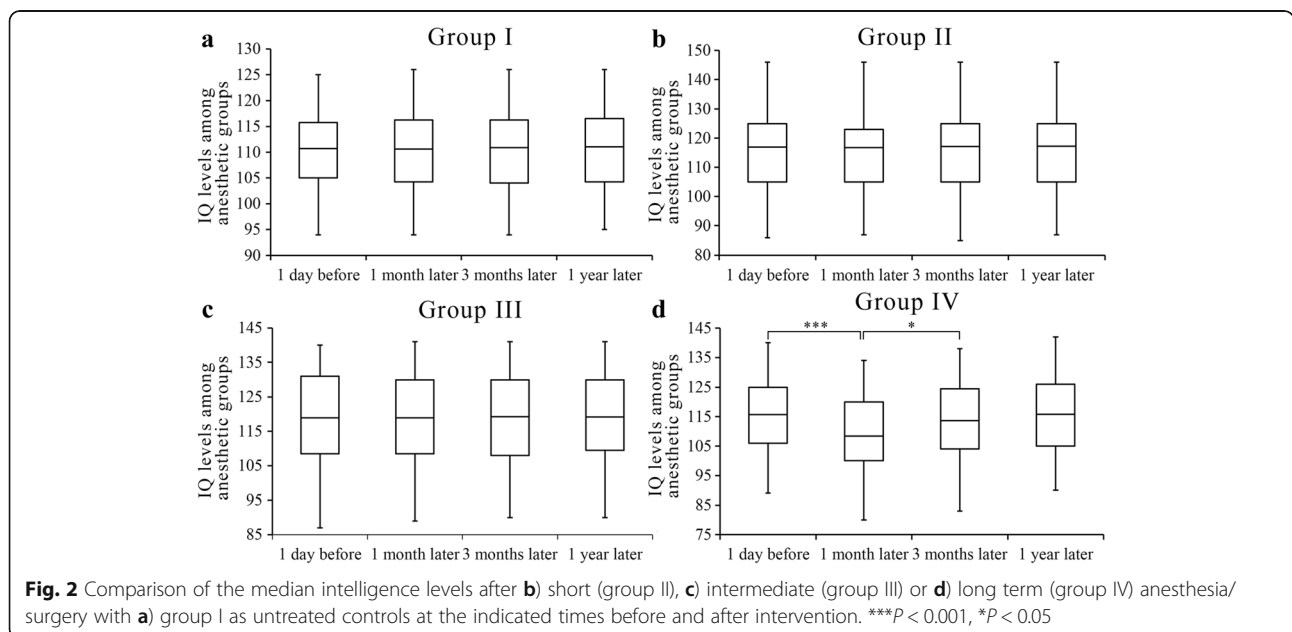 a
Group I
IQ levels among
anesthetic groups
130
125
120
115
110
105
100
95
90
1 day before 1 month later 3 months later 1 year later
b
Group II
IQ levels among
anesthetic groups
150
140
130
120
110
100
90
80
1 day before 1 month later 3 months later 1 year later
c
Group III
IQ levels among
anesthetic groups
145
135
125
115
105
95
85
1 day before 1 month later 3 months later 1 year later
d
Group IV
*** *
IQ levels among
anesthetic groups
145
135
125
115
105
95
85
75
1 day before 1 month later 3 months later 1 year later
Fig. 2 Comparison of the median intelligence levels after b) short (group II), c) intermediate (group III) or d) long term (group IV) anesthesia/
surgery with a) group I as untreated controls at the indicated times before and after intervention. ***P < 0.001, *P < 0.05